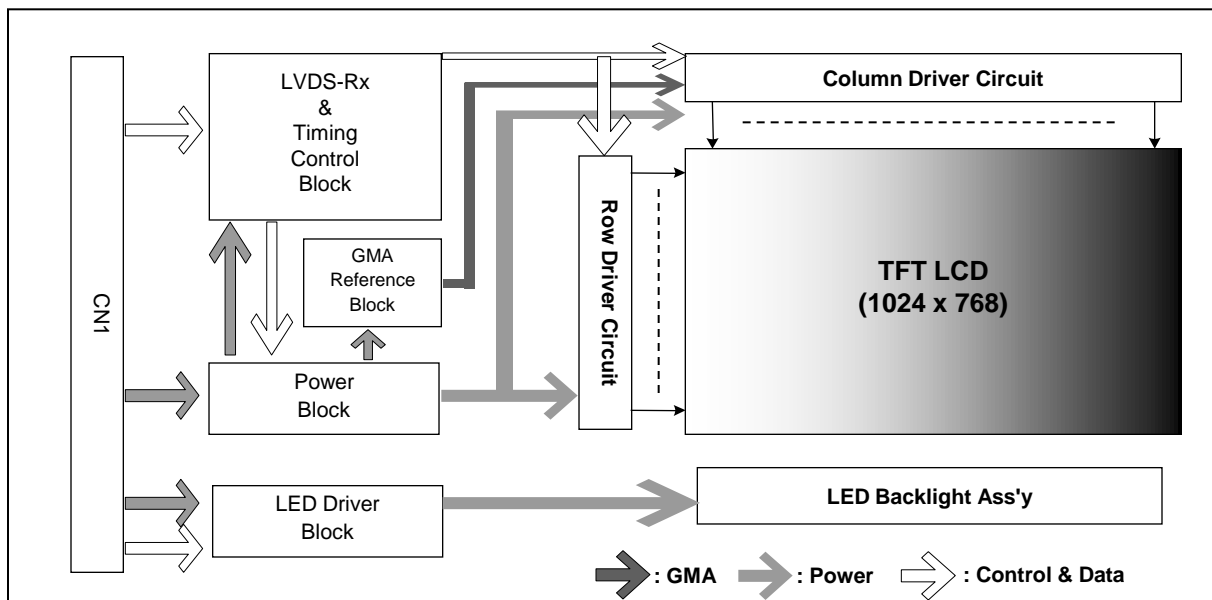 CN1
LVDS-Rx
&
Timing
Control
Block
GMA
Reference
Block
Power
Block
LED Driver
Block
Column Driver Circuit
Row Driver Circuit
TFT LCD
(1024 x 768)
LED Backlight Ass'y
: GMA
: Power
: Control & Data